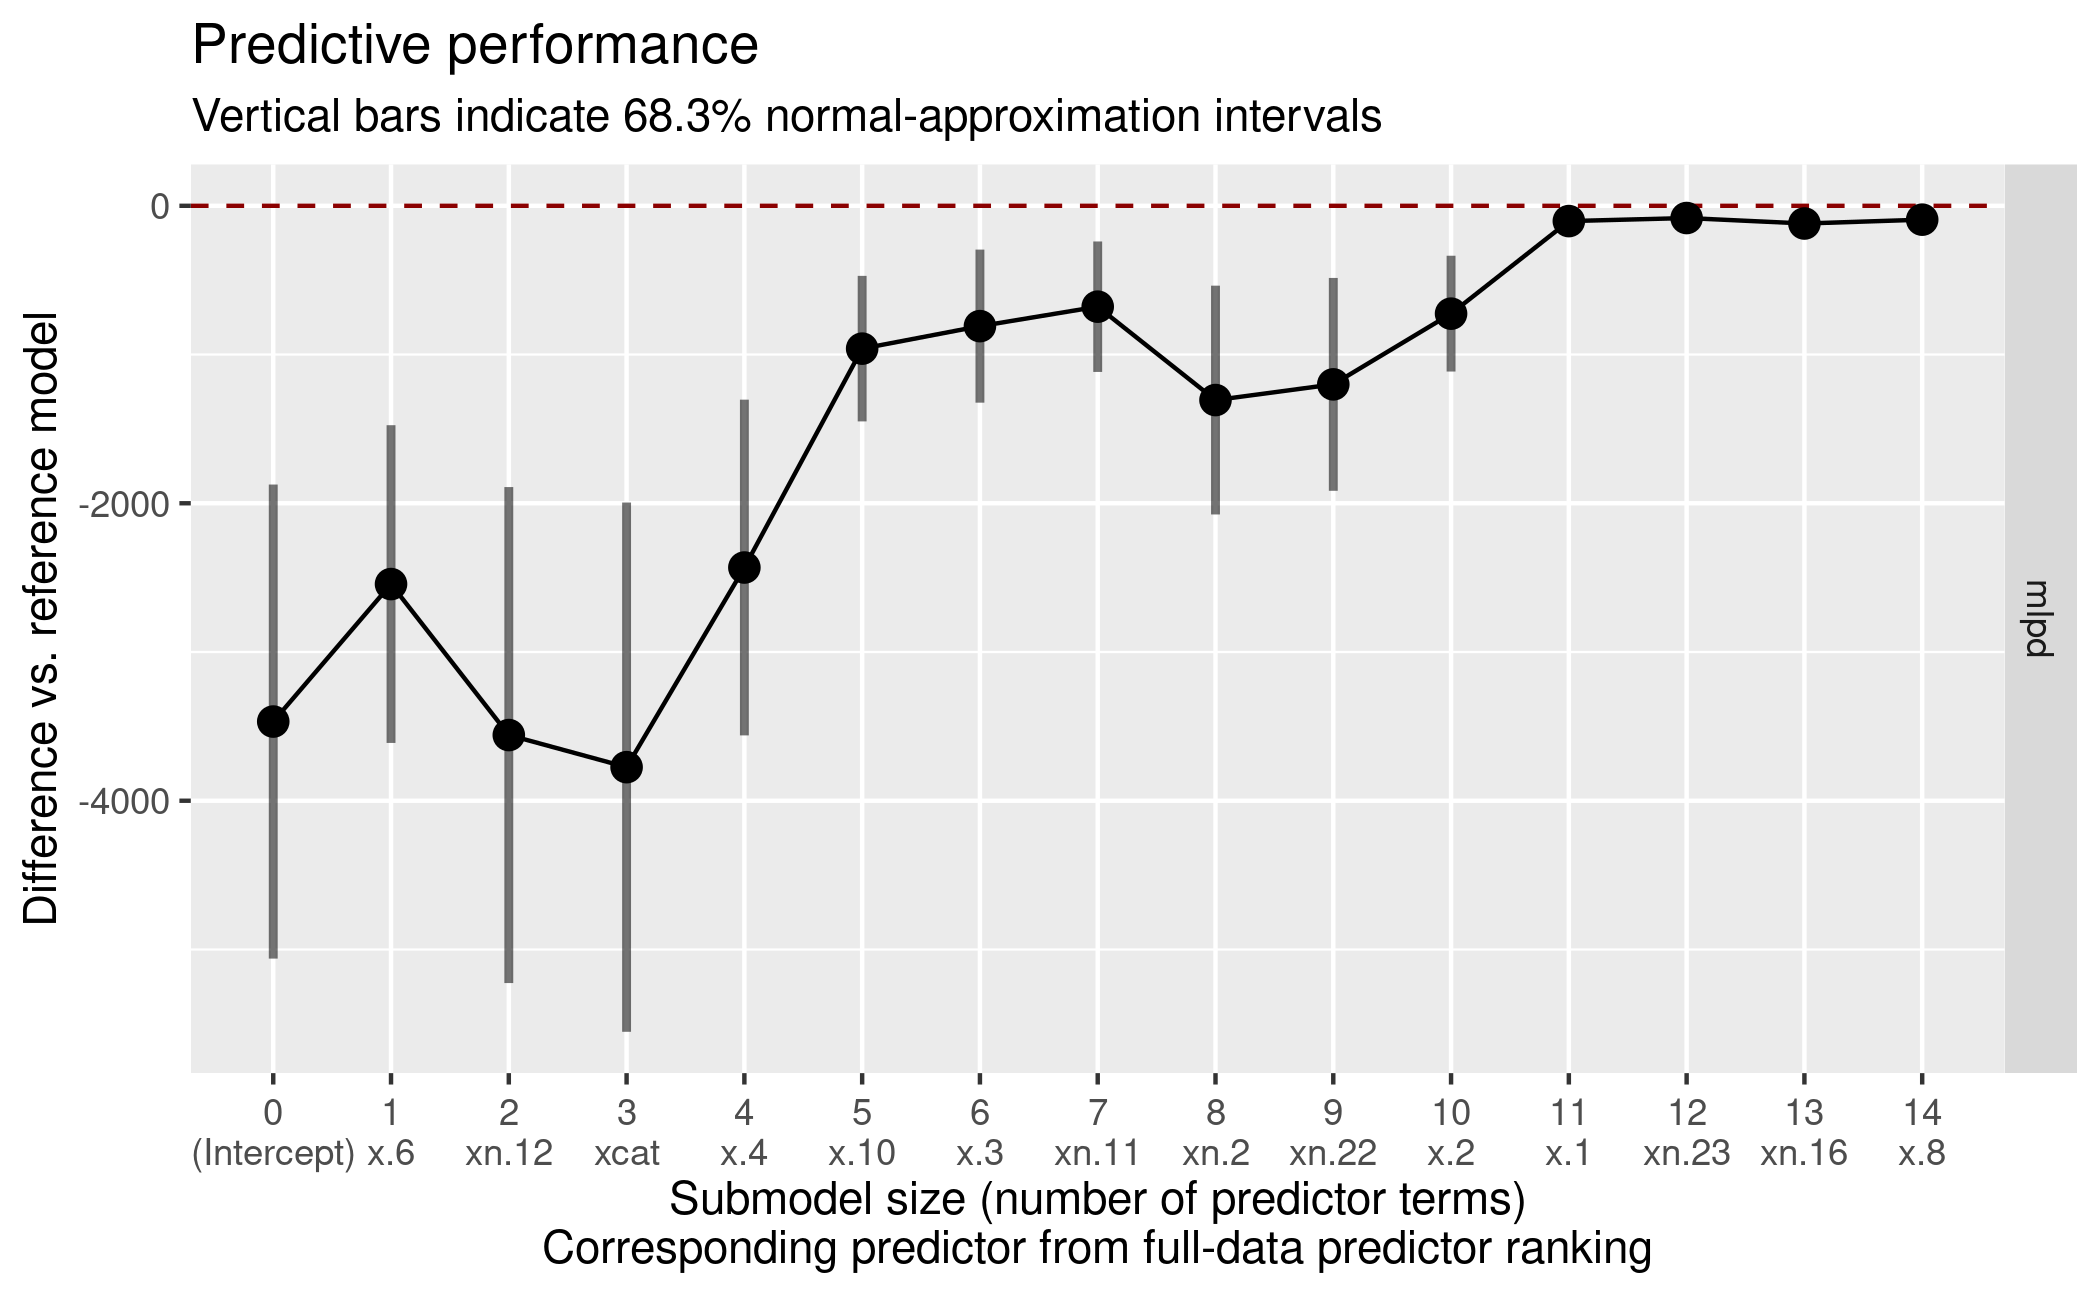 Predictive performance
Vertical bars indicate 68.3% normal-approximation intervals
Difference vs. reference model
0
-2000
-4000
mlpd
0 1 2 3 4 5 6 7 8 9 10 11 12 13 14
(Intercept) x.6 xn.12 xcat x.4 x.10 x.3 xn.11 xn.2 xn.22 x.2 x.1 xn.23 xn.16 x.8
Submodel size (number of predictor terms)
Corresponding predictor from full-data predictor ranking